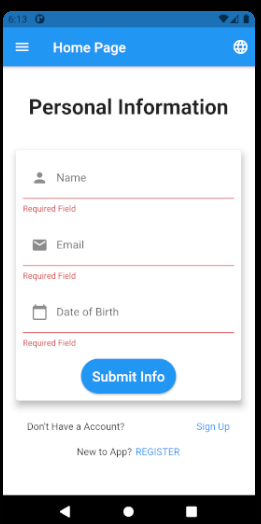 6:13
Home Page
Personal Information
Name
Required Field
Email
Required Field
Date of Birth
Required Field
Submit Info
Don't Have a Account? Sign Up
New to App? REGISTER